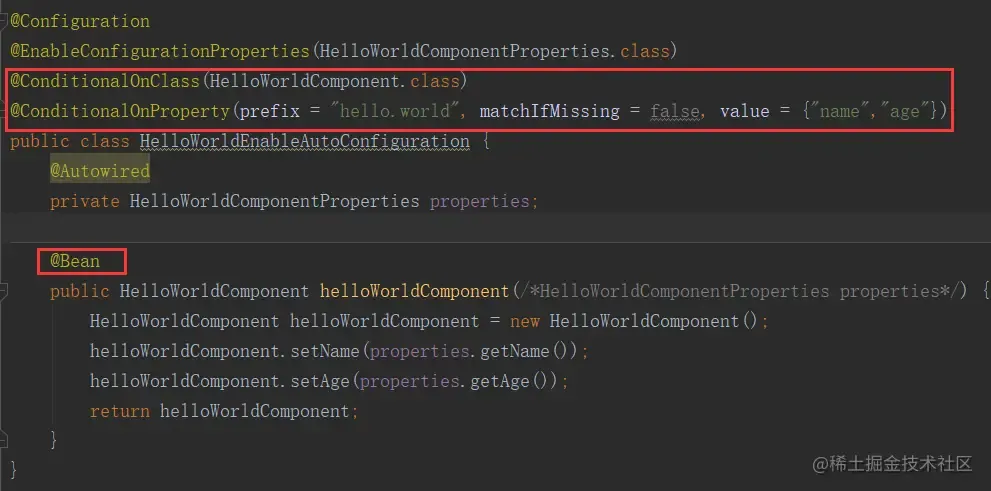 @Configuration
@EnableConfigurationProperties(HelloWorldComponentProperties.class)
@ConditionalOnClass(HelloWorldComponent.class)
@ConditionalOnProperty(prefix = "hello.world", matchIfMissing = false, value = {"name","age"})
public class HelloWorldEnableAutoConfiguration {
    @Autowired
    private HelloWorldComponentProperties properties;
    @Bean
    public HelloWorldComponent helloWorldComponent(/*HelloWorldComponentProperties properties*/) {
        HelloWorldComponent helloWorldComponent = new HelloWorldComponent();
        helloWorldComponent.setName(properties.getName());
        helloWorldComponent.setAge(properties.getAge());
        return helloWorldComponent;
    }
}
@稀土掘金技术社区